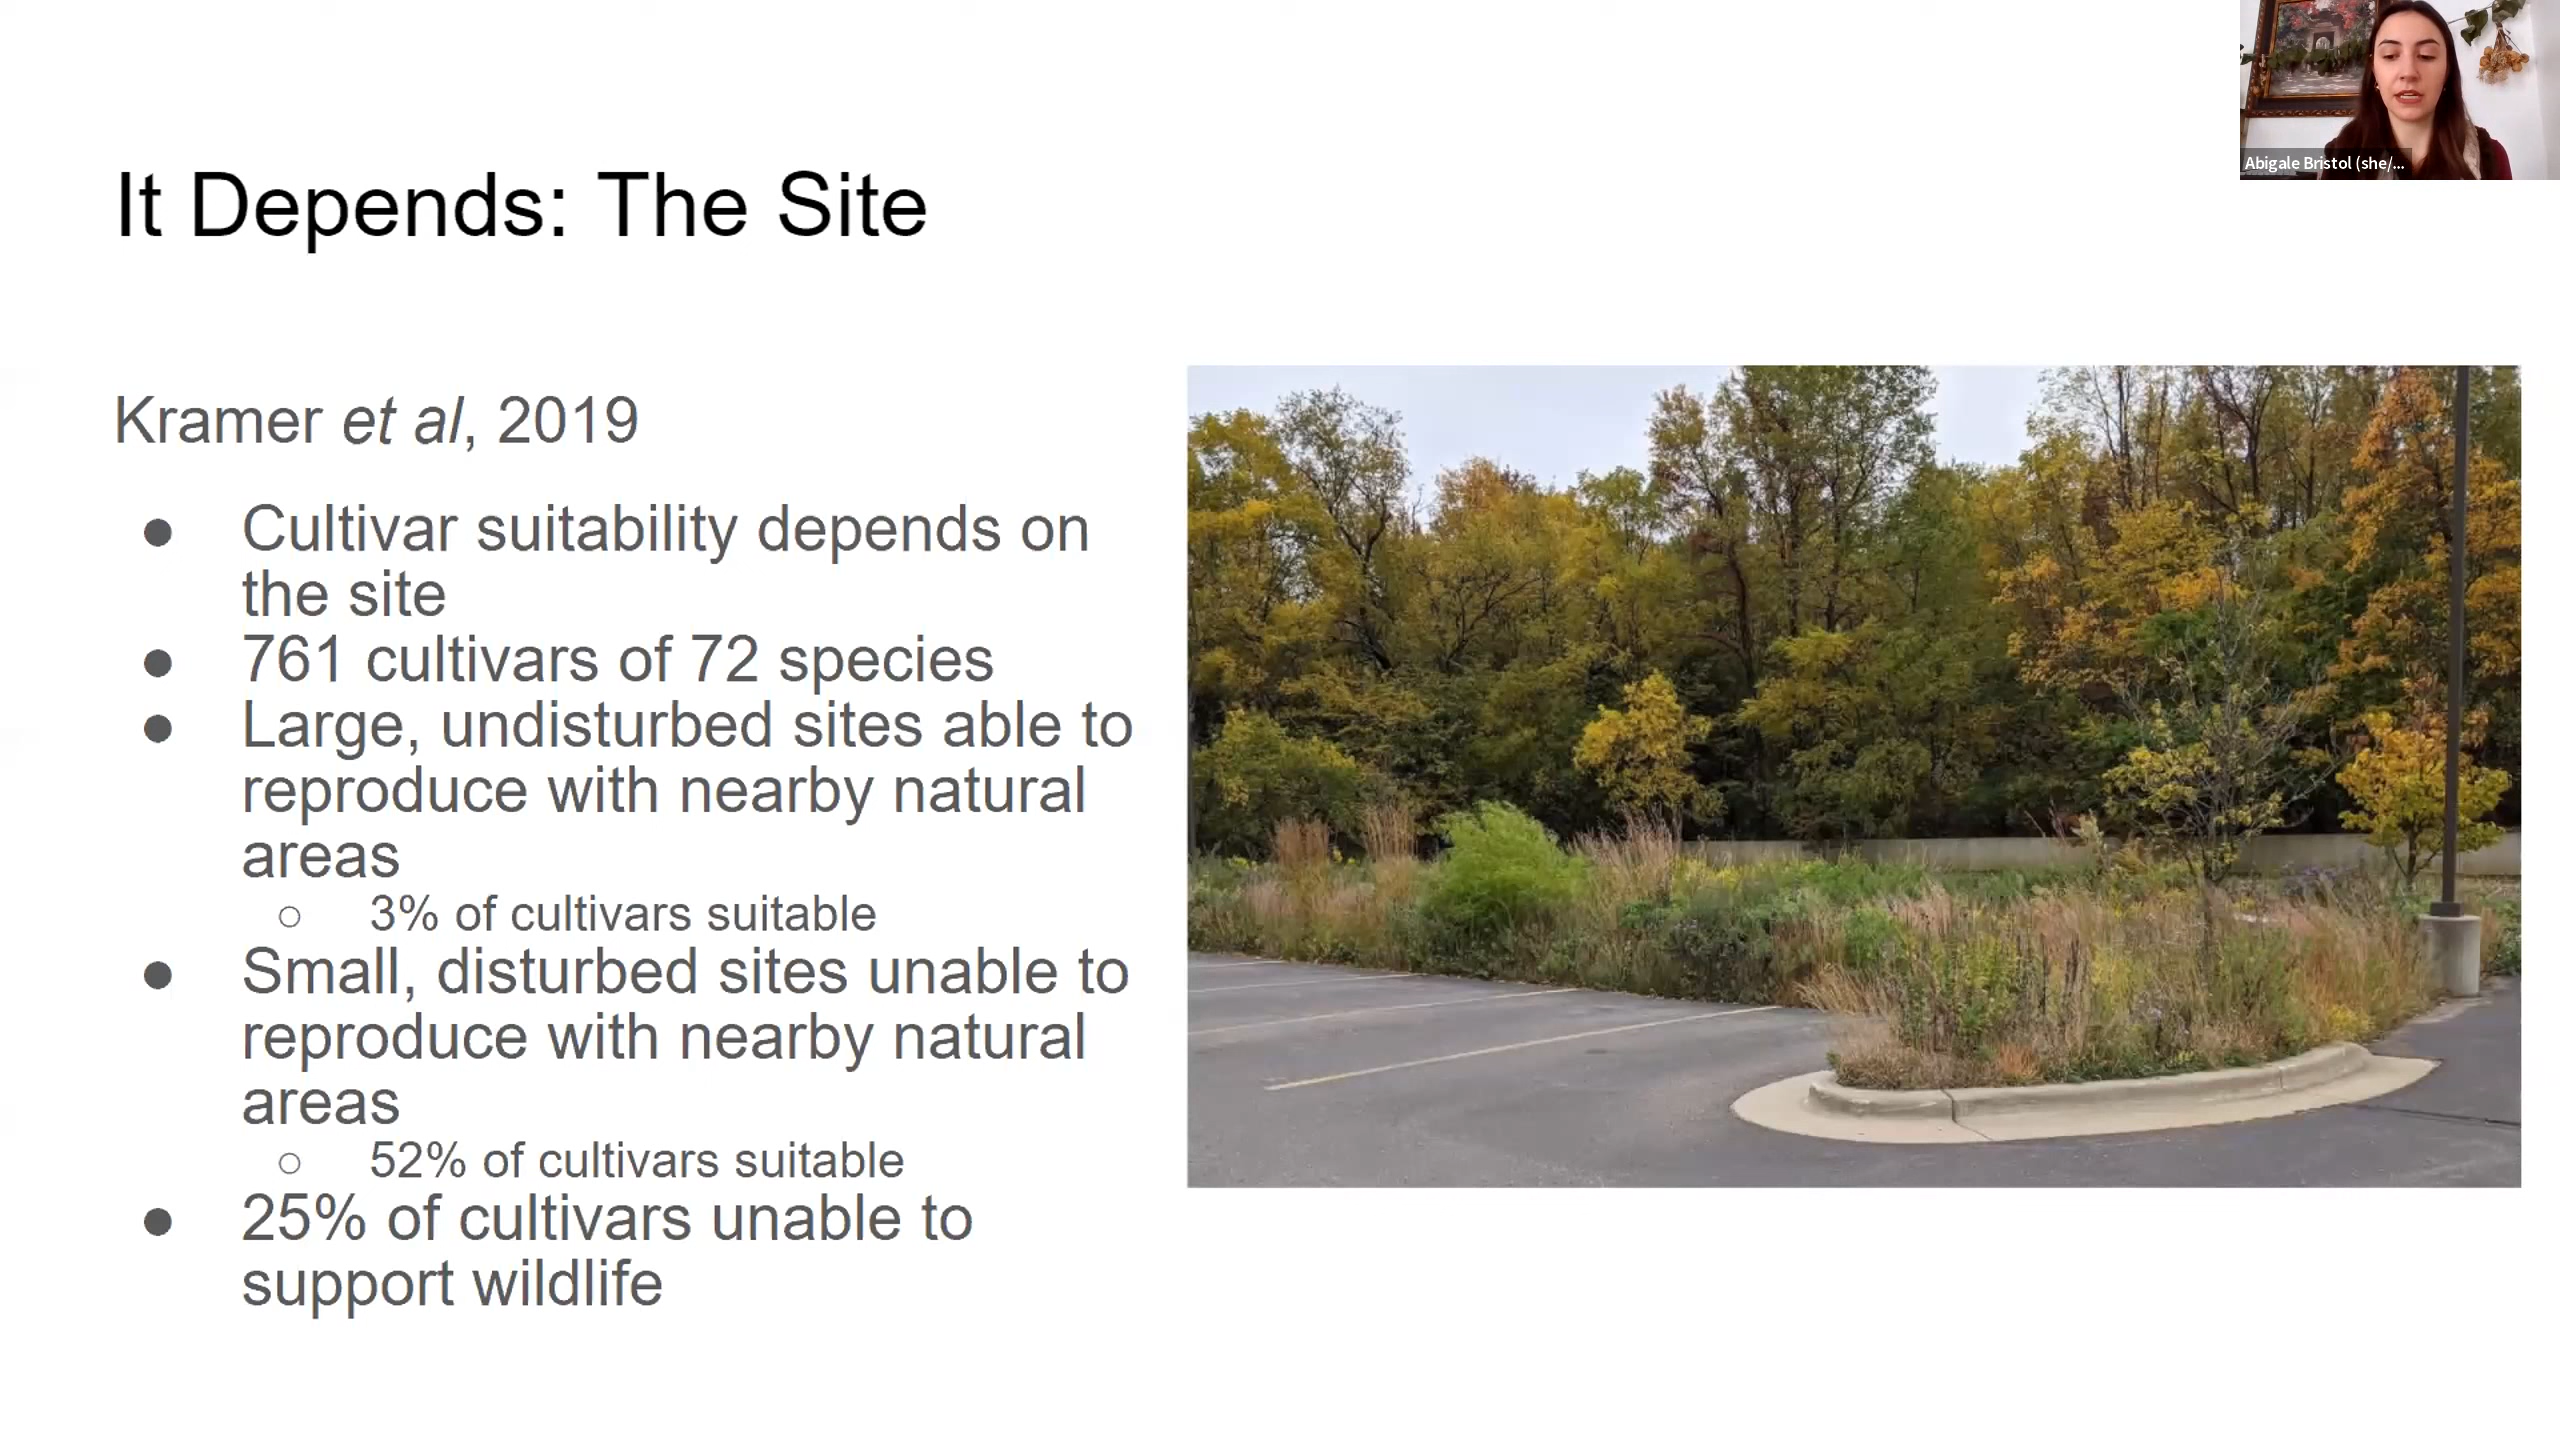 Abigale Bristol (she/...
It Depends: The Site
Kramer et al, 2019
● Cultivar suitability depends on
the site
● 761 cultivars of 72 species
● Large, undisturbed sites able to
reproduce with nearby natural
areas
○ 3% of cultivars suitable
● Small, disturbed sites unable to
reproduce with nearby natural
areas
○ 52% of cultivars suitable
● 25% of cultivars unable to
support wildlife